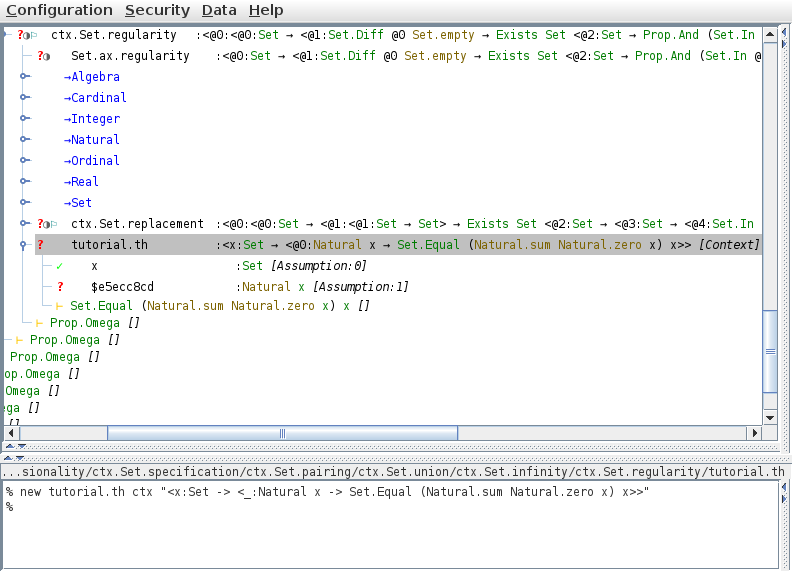 Configuration Security Data Help
?◑⚐ ctx.Set.regularity :<@0:<@0:Set → <@1:Set.Diff @0 Set.empty → Exists Set <@2:Set → Prop.And (Set.In
?◑ Set.ax.regularity :<@0:Set → <@1:Set.Diff @0 Set.empty → Exists Set <@2:Set → Prop.And (Set.In @
→Algebra
→Cardinal
→Integer
→Natural
→Ordinal
→Real
→Set
?◑⚐ ctx.Set.replacement :<@0:<@0:Set → <@1:<@1:Set → Set> → Exists Set <@2:Set → <@3:Set → <@4:Set.In
? tutorial.th :<x:Set → <@0:Natural x → Set.Equal (Natural.sum Natural.zero x) x>> [Context]
✓ x :Set [Assumption:0]
? $e5ecc8cd :Natural x [Assumption:1]
⊢ Set.Equal (Natural.sum Natural.zero x) x []
⊢ Prop.Omega []
⊢ Prop.Omega []
Prop.Omega []
op.Omega []
Omega []
ega []
[]
...sionality/ctx.Set.specification/ctx.Set.pairing/ctx.Set.union/ctx.Set.infinity/ctx.Set.regularity/tutorial.th
% new tutorial.th ctx "<x:Set -> <_:Natural x -> Set.Equal (Natural.sum Natural.zero x) x>>"
%